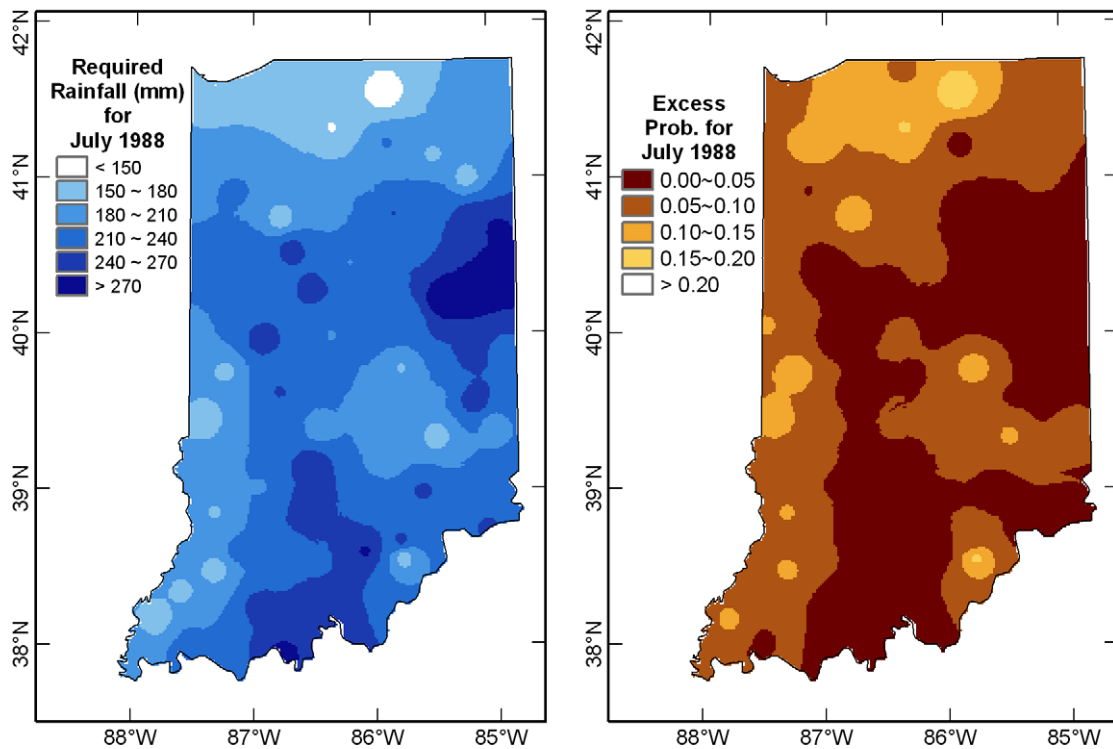 Required
Rainfall (mm)
for
July 1988
< 150
150 ~ 180
180 ~ 210
210 ~ 240
240 ~ 270
> 270
42°N
41°N
40°N
39°N
38°N
88°W
87°W
86°W
85°W
Excess
Prob. for
July 1988
0.00~0.05
0.05~0.10
0.10~0.15
0.15~0.20
> 0.20
42°N
41°N
40°N
39°N
38°N
88°W
87°W
86°W
85°W